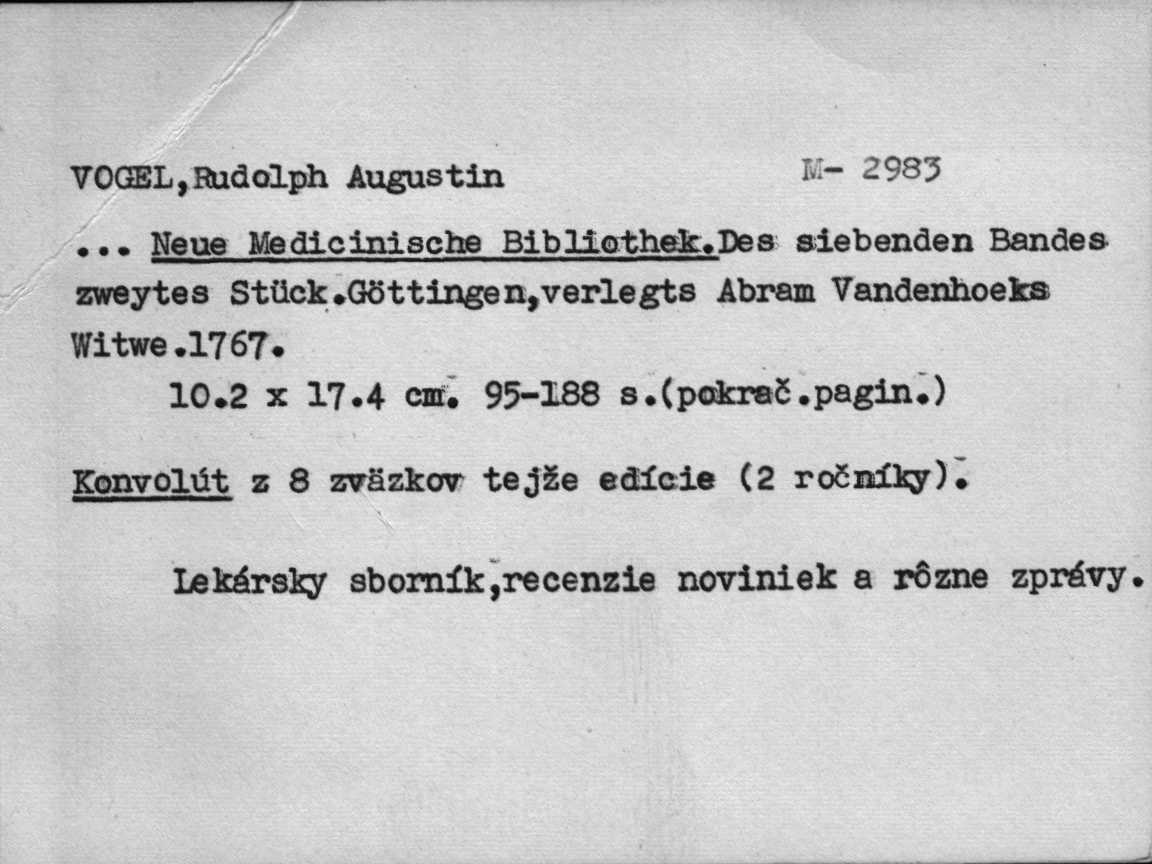 VOGEL,Rudolph Augustin M- 2983
... Neue Medicinische Bibliothek.Des siebenden Bandes
zweytes Stück.Göttingen,verlegts Abram Vandenhoeks
Witwe.1767.
10.2 x 17.4 cm. 95-188 s.(pokrač.pagin.)
Konvolút z 8 zväzkov tejže edície (2 ročníky).
Lekársky sborník,recenzie noviniek a rôzne zprávy.